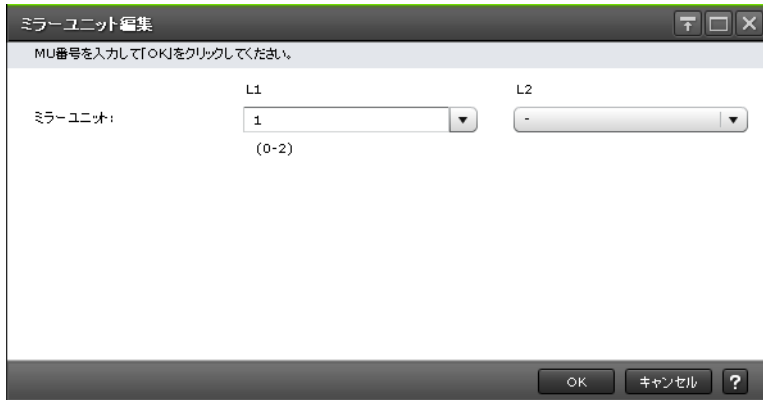 ミラーユニット編集
MU番号を入力して「OK」をクリックしてください。
L1 L2
ミラーユニット: 1 -
(0-2)
OK キャンセル ?